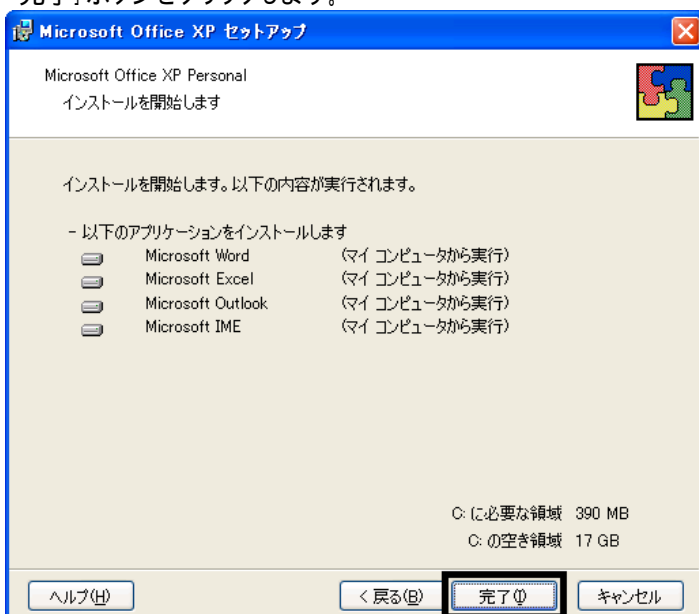 完了」ボタンをクリックします。
Microsoft Office XP セットアップ
Microsoft Office XP Personal
インストールを開始します
インストールを開始します。以下の内容が実行されます。
- 以下のアプリケーションをインストールします
Microsoft Word (マイ コンピュータから実行)
Microsoft Excel (マイ コンピュータから実行)
Microsoft Outlook (マイ コンピュータから実行)
Microsoft IME (マイ コンピュータから実行)
C: に必要な領域 390 MB
C: の空き領域 17 GB
ヘルプ(H) < 戻る(B) 完了(I) キャンセル